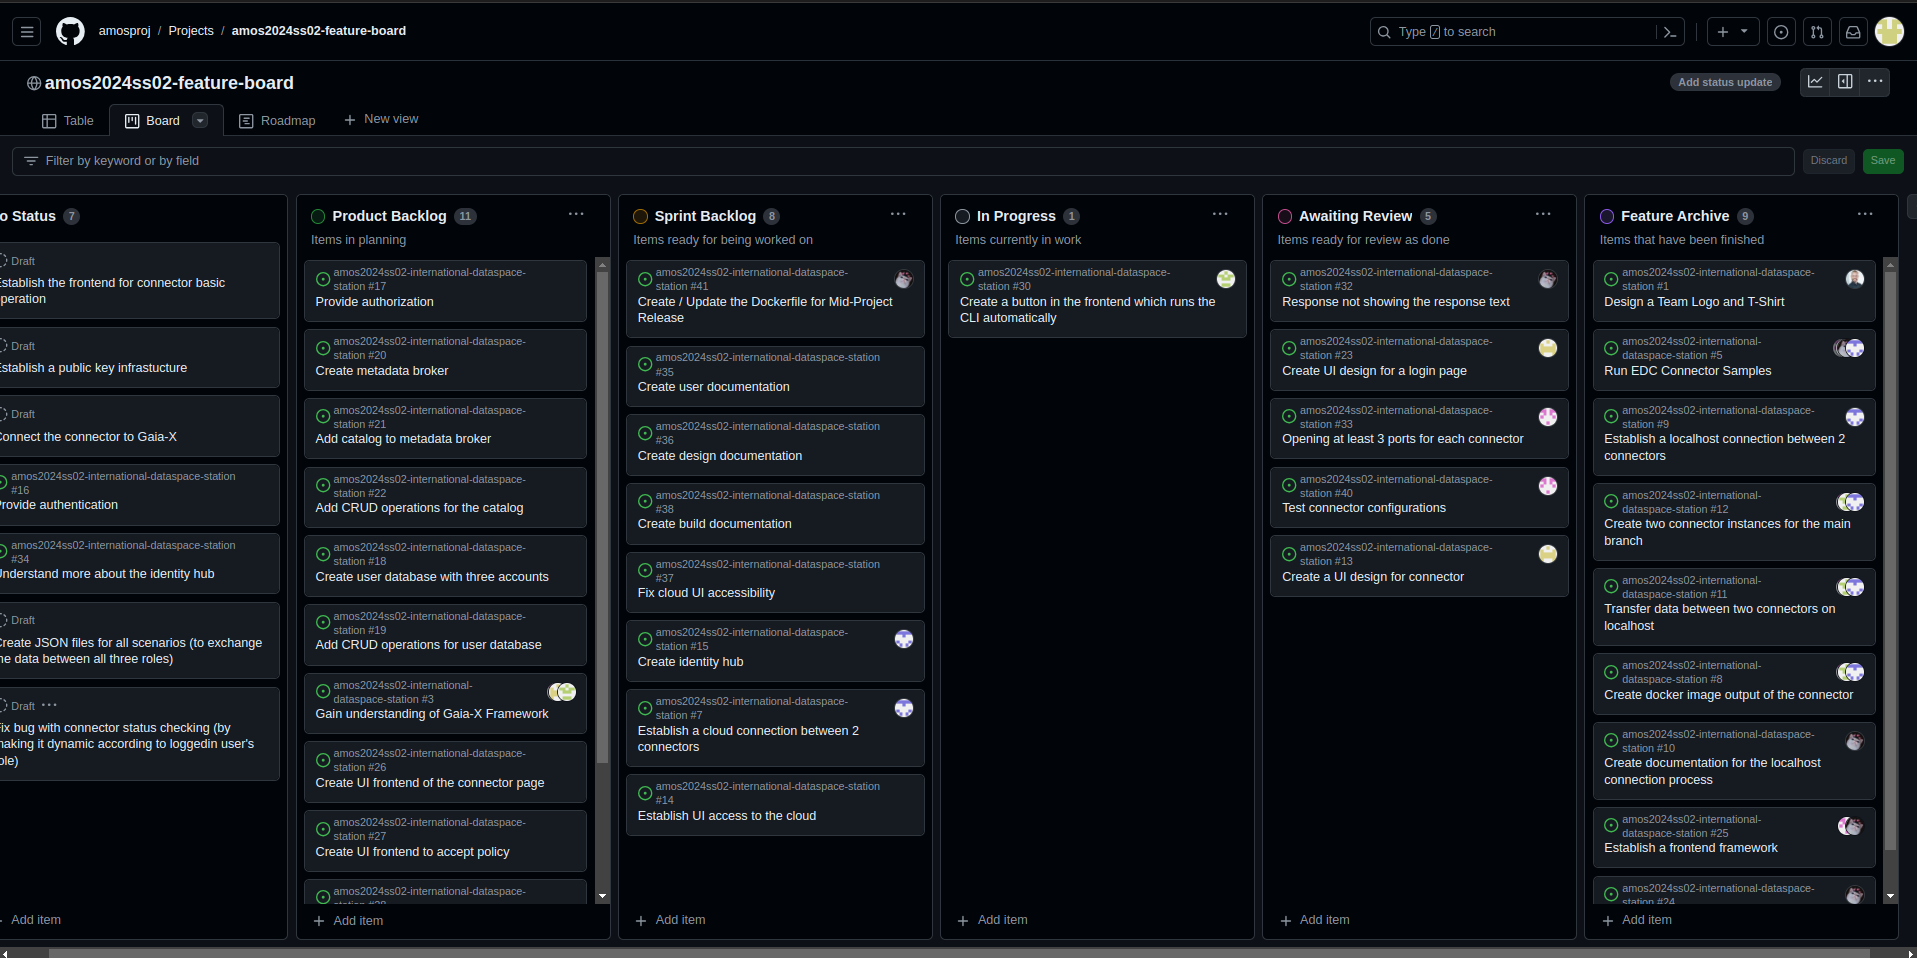 amosproj / Projects / amos2024ss02-feature-board
Type / to search
amos2024ss02-feature-board
Add status update
Table
Board
Roadmap
New view
Filter by keyword or by field
Discard
Save
o Status 7
Draft
Establish the frontend for connector basic
operation
Draft
Establish a public key infrastucture
Draft
Connect the connector to Gaia-X
amos2024ss02-international-dataspace-station
#16
Provide authentication
amos2024ss02-international-dataspace-station
#34
Understand more about the identity hub
Draft
Create JSON files for all scenarios (to exchange
the data between all three roles)
Draft
Fix bug with connector status checking (by
making it dynamic according to loggedin user's
role)
Add item
Product Backlog 11
Items in planning
amos2024ss02-international-dataspace-
station #17
Provide authorization
amos2024ss02-international-dataspace-
station #20
Create metadata broker
amos2024ss02-international-dataspace-
station #21
Add catalog to metadata broker
amos2024ss02-international-dataspace-
station #22
Add CRUD operations for the catalog
amos2024ss02-international-dataspace-
station #18
Create user database with three accounts
amos2024ss02-international-dataspace-
station #19
Add CRUD operations for user database
amos2024ss02-international-
dataspace-station #3
Gain understanding of Gaia-X Framework
amos2024ss02-international-dataspace-
station #26
Create UI frontend of the connector page
amos2024ss02-international-dataspace-
station #27
Create UI frontend to accept policy
amos2024ss02-international-dataspace-
station #28
Add item
Sprint Backlog 8
Items ready for being worked on
amos2024ss02-international-dataspace-
station #41
Create / Update the Dockerfile for Mid-Project
Release
amos2024ss02-international-dataspace-station
#35
Create user documentation
amos2024ss02-international-dataspace-station
#36
Create design documentation
amos2024ss02-international-dataspace-station
#38
Create build documentation
amos2024ss02-international-dataspace-station
#37
Fix cloud UI accessibility
amos2024ss02-international-dataspace-
station #15
Create identity hub
amos2024ss02-international-dataspace-
station #7
Establish a cloud connection between 2
connectors
amos2024ss02-international-dataspace-station
#14
Establish UI access to the cloud
Add item
In Progress 1
Items currently in work
amos2024ss02-international-dataspace-
station #30
Create a button in the frontend which runs the
CLI automatically
Add item
Awaiting Review 5
Items ready for review as done
amos2024ss02-international-dataspace-
station #32
Response not showing the response text
amos2024ss02-international-dataspace-
station #23
Create UI design for a login page
amos2024ss02-international-dataspace-
station #33
Opening at least 3 ports for each connector
amos2024ss02-international-dataspace-
station #40
Test connector configurations
amos2024ss02-international-dataspace-
station #13
Create a UI design for connector
Add item
Feature Archive 9
Items that have been finished
amos2024ss02-international-dataspace-
station #1
Design a Team Logo and T-Shirt
amos2024ss02-international-
dataspace-station #5
Run EDC Connector Samples
amos2024ss02-international-dataspace-
station #9
Establish a localhost connection between 2
connectors
amos2024ss02-international-
dataspace-station #12
Create two connector instances for the main
branch
amos2024ss02-international-
dataspace-station #11
Transfer data between two connectors on
localhost
amos2024ss02-international-
dataspace-station #8
Create docker image output of the connector
amos2024ss02-international-dataspace-
station #10
Create documentation for the localhost
connection process
amos2024ss02-international-
dataspace-station #25
Establish a frontend framework
amos2024ss02-international-dataspace-
station #24
Add item